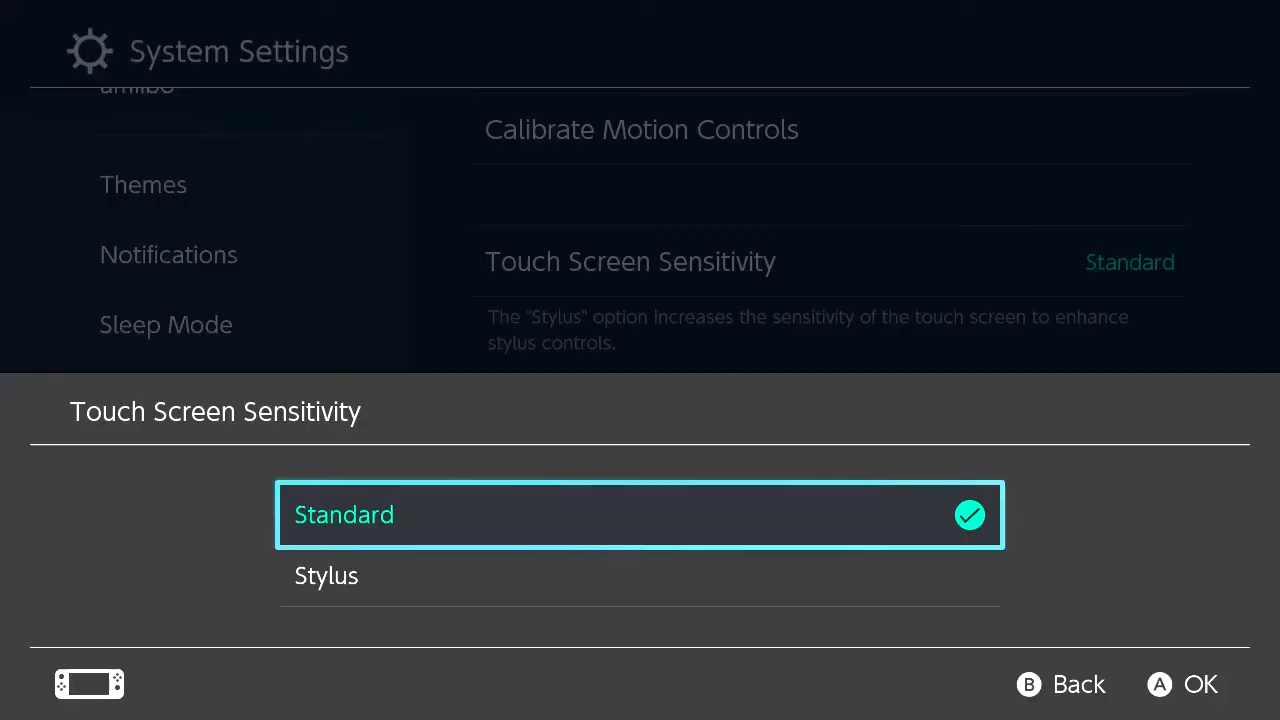 System Settings
amiibo
Calibrate Motion Controls
Themes
Notifications
Touch Screen Sensitivity Standard
Sleep Mode
The "Stylus" option increases the sensitivity of the touch screen to enhance
stylus controls.
Touch Screen Sensitivity
Standard
Stylus
B Back A OK